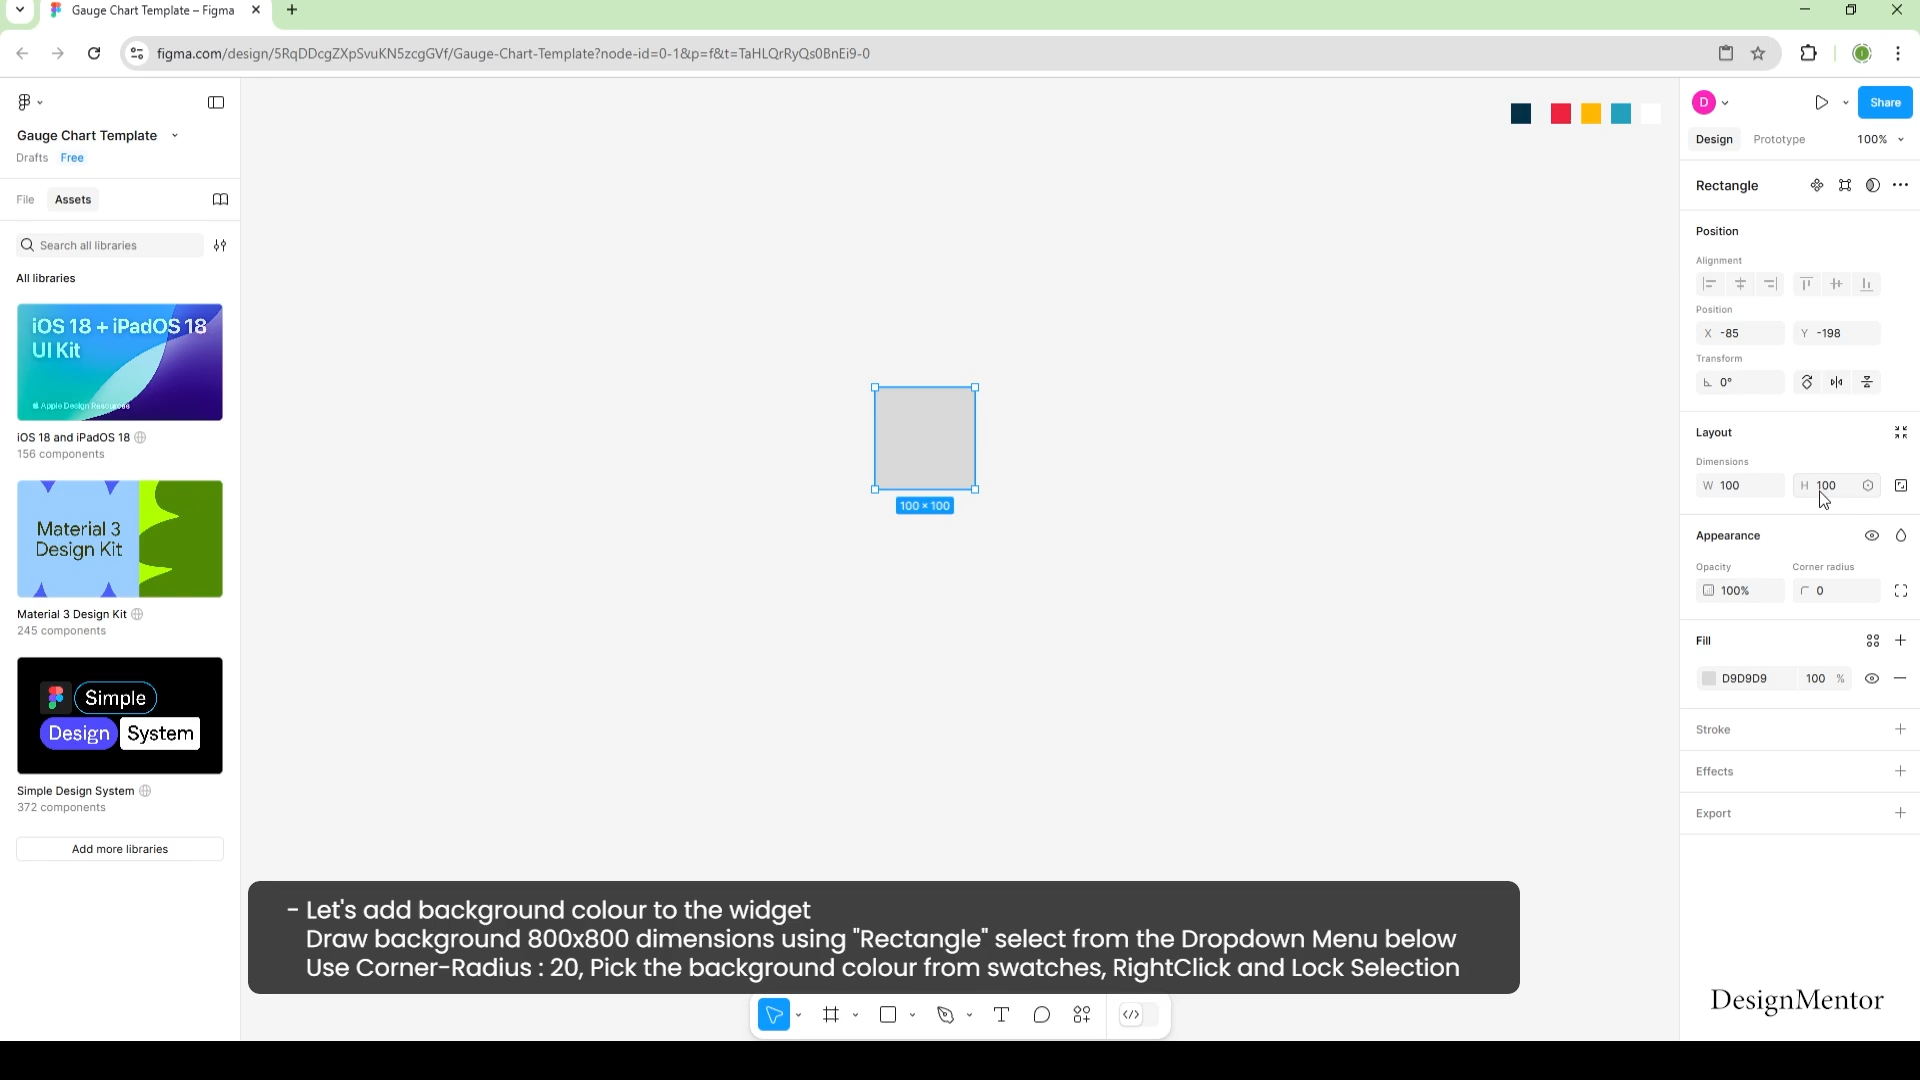 Gauge Chart Template – Figma
figma.com/design/5RqDDcgZXpSvuKN5zcgGVf/Gauge-Chart-Template?node-id=0-1&p=f&t=TaHLQrRyQs0BnEi9-0
Gauge Chart Template
Drafts Free
File Assets
Search all libraries
All libraries
iOS 18 + iPadOS 18
UI Kit
Apple Design Resources
iOS 18 and iPadOS 18
156 components
Material 3
Design Kit
Material 3 Design Kit
245 components
Simple
Design System
Simple Design System
372 components
Add more libraries
100 × 100
- Let's add background colour to the widget
Draw background 800x800 dimensions using "Rectangle" select from the Dropdown Menu below
Use Corner-Radius : 20, Pick the background colour from swatches, RightClick and Lock Selection
D
Share
Design Prototype 100%
Rectangle
Position
Alignment
Position
X -85 Y -198
Transform
0°
Layout
Dimensions
W 100 H 100
Appearance
Opacity Corner radius
100% 0
Fill
D9D9D9 100 %
Stroke
Effects
Export
DesignMentor